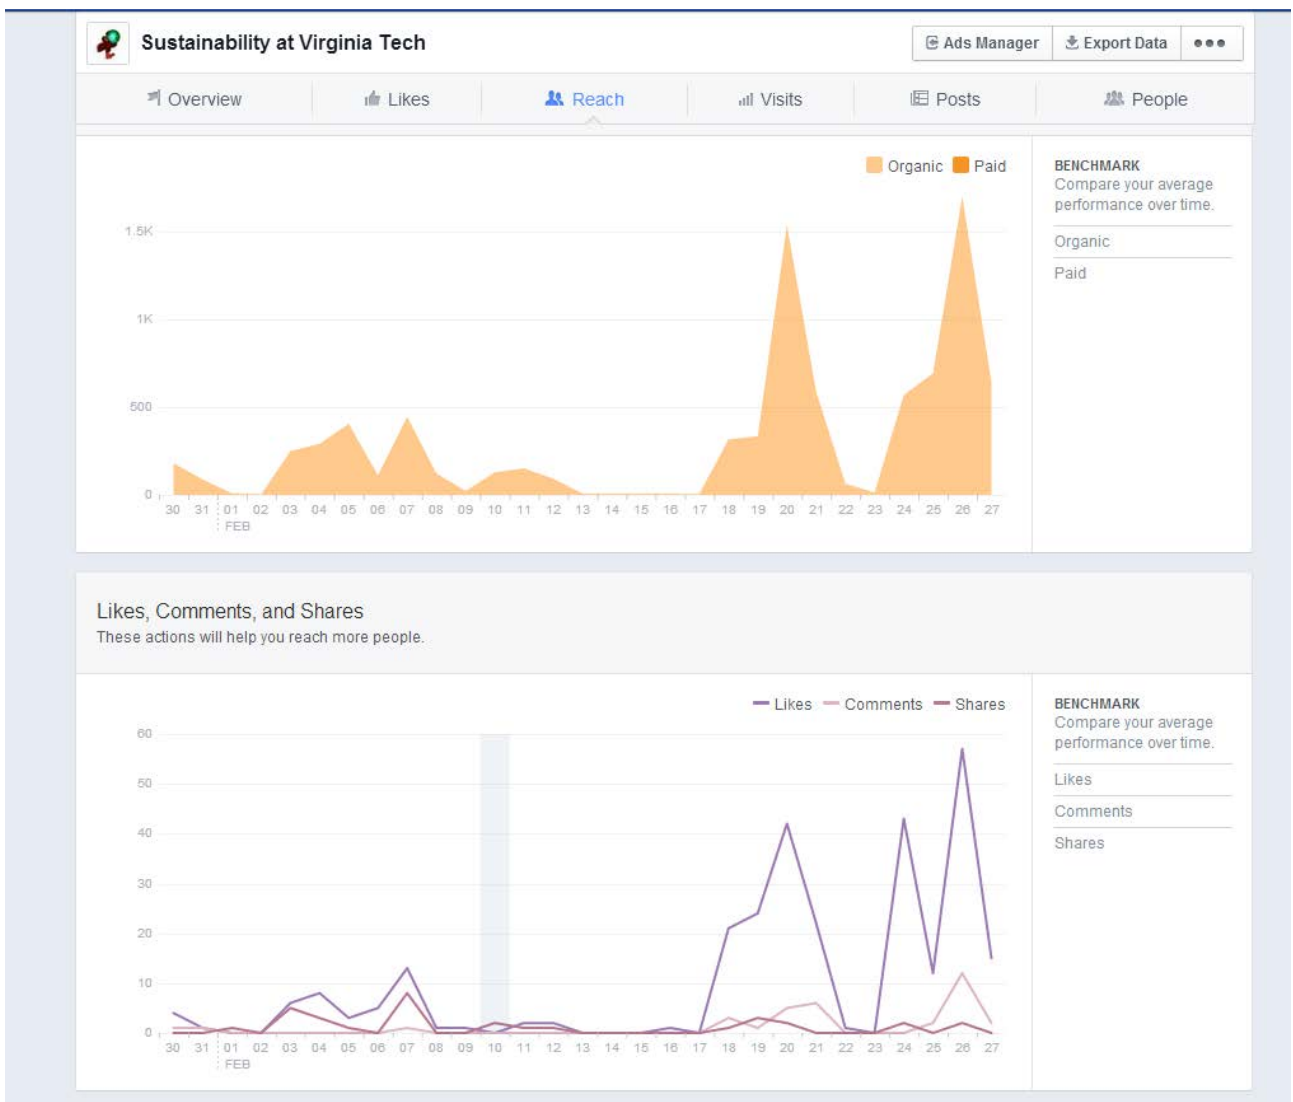 Sustainability at Virginia Tech
Ads Manager Export Data
Overview Likes Reach Visits Posts People
Organic Paid
BENCHMARK
Compare your average
performance over time.
Organic
Paid
1.5K
1K
500
0
30 31 01 02 03 04 05 06 07 08 09 10 11 12 13 14 15 16 17 18 19 20 21 22 23 24 25 26 27
FEB
Likes, Comments, and Shares
These actions will help you reach more people.
Likes Comments Shares
BENCHMARK
Compare your average
performance over time.
Likes
Comments
Shares
60
50
40
30
20
10
0
30 31 01 02 03 04 05 06 07 08 09 10 11 12 13 14 15 16 17 18 19 20 21 22 23 24 25 26 27
FEB